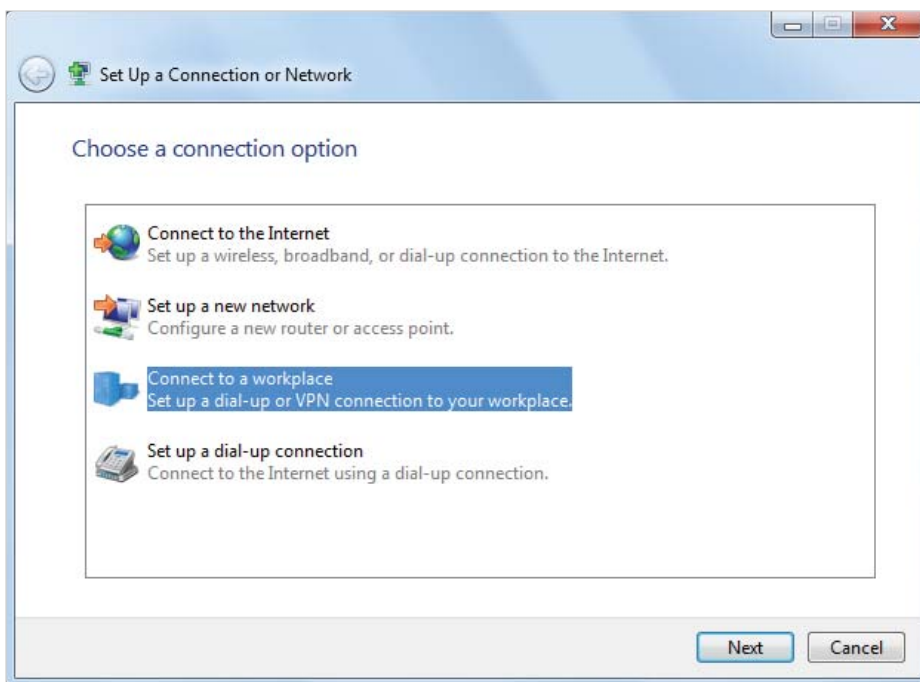 Set Up a Connection or Network
Choose a connection option
Connect to the Internet
Set up a wireless, broadband, or dial-up connection to the Internet.
Set up a new network
Configure a new router or access point.
Connect to a workplace
Set up a dial-up or VPN connection to your workplace.
Set up a dial-up connection
Connect to the Internet using a dial-up connection.
Next Cancel